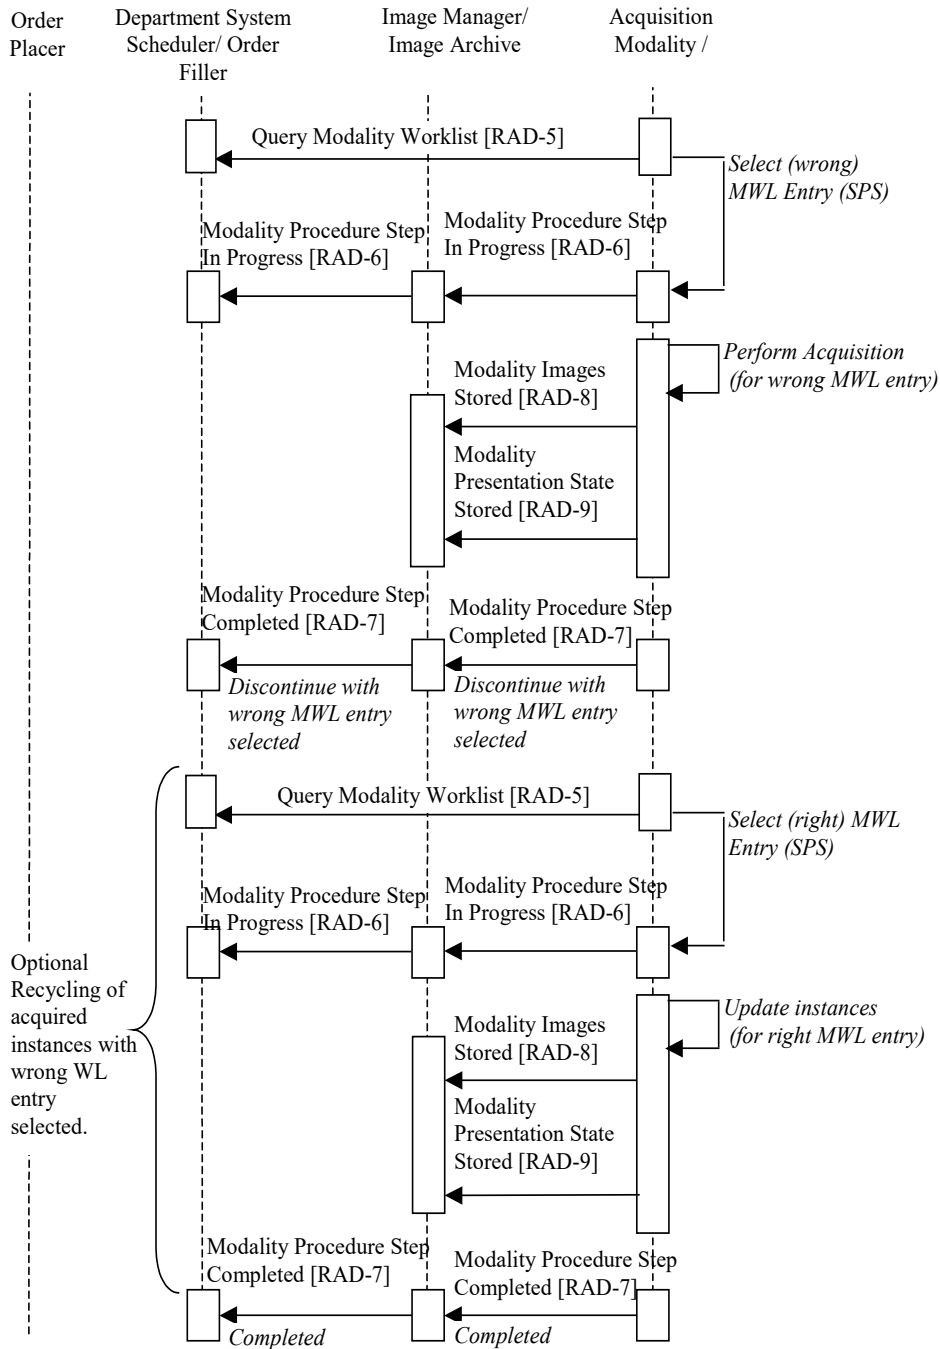 Order
Placer
Department System
Scheduler/ Order
Filler
Image Manager/
Image Archive
Acquisition
Modality /
Query Modality Worklist [RAD-5]
Select (wrong)
MWL Entry (SPS)
Modality Procedure Step
In Progress [RAD-6]
Modality Procedure Step
In Progress [RAD-6]
Perform Acquisition
(for wrong MWL entry)
Modality Images
Stored [RAD-8]
Modality
Presentation State
Stored [RAD-9]
Modality Procedure Step
Completed [RAD-7]
Modality Procedure Step
Completed [RAD-7]
Discontinue with
wrong MWL entry
selected
Discontinue with
wrong MWL entry
selected
Query Modality Worklist [RAD-5]
Select (right) MWL
Entry (SPS)
Modality Procedure Step
In Progress [RAD-6]
Modality Procedure Step
In Progress [RAD-6]
Optional
Recycling of
acquired
instances with
wrong WL
entry
selected.
Update instances
(for right MWL entry)
Modality Images
Stored [RAD-8]
Modality
Presentation State
Stored [RAD-9]
Modality Procedure Step
Completed [RAD-7]
Modality Procedure Step
Completed [RAD-7]
Completed
Completed